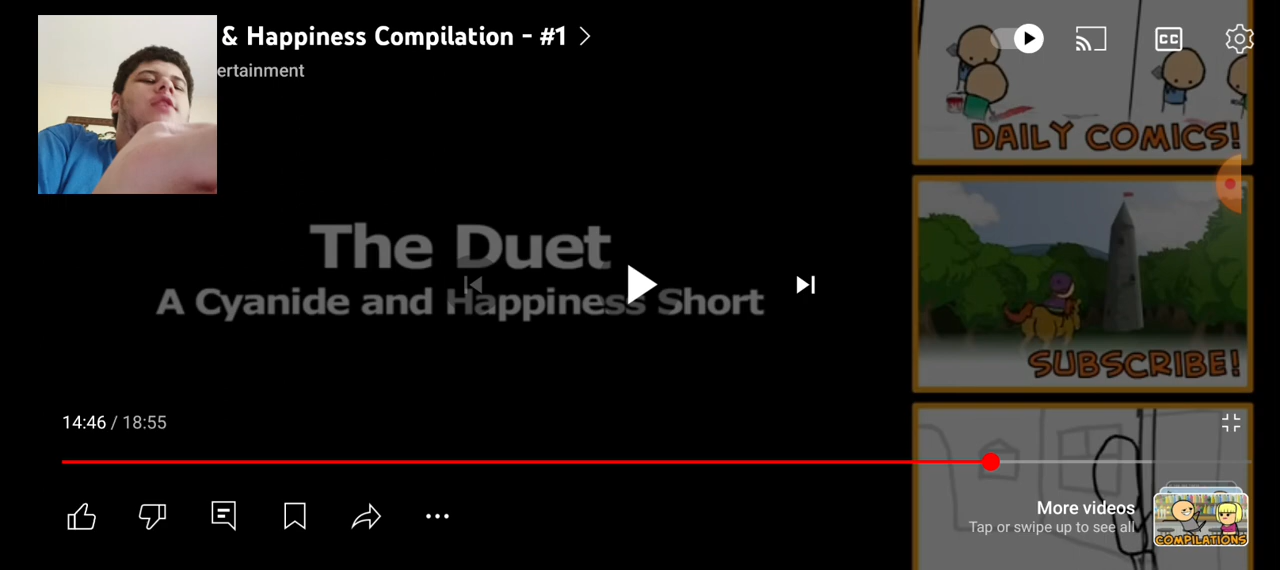 & Happiness Compilation - #1
ertainment
CC
DAILY COMICS!
The Duet
A Cyanide and Happiness Short
SUBSCRIBE!
14:46 / 18:55
More videos
Tap or swipe up to see all
COMPILATIONS